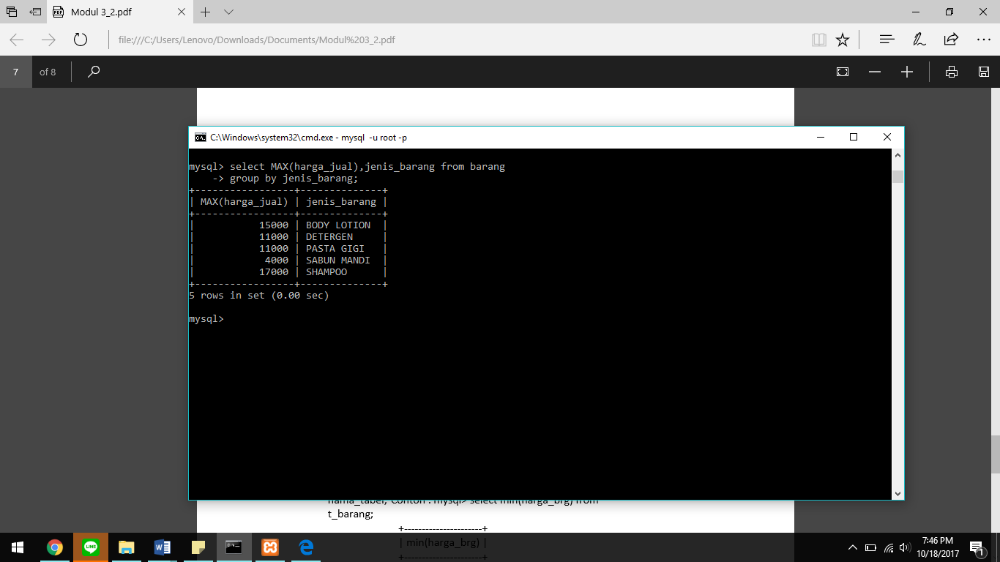 Modul 3_2.pdf
file:///C:/Users/Lenovo/Downloads/Documents/Modul%203_2.pdf
7 of 8
C:\Windows\system32\cmd.exe - mysql  -u root -p
mysql> select MAX(harga_jual),jenis_barang from barang
    -> group by jenis_barang;
+-----------------+--------------+
| MAX(harga_jual) | jenis_barang |
+-----------------+--------------+
|           15000 | BODY LOTION  |
|           11000 | DETERGEN     |
|           11000 | PASTA GIGI   |
|            4000 | SABUN MANDI  |
|           17000 | SHAMPOO      |
+-----------------+--------------+
5 rows in set (0.00 sec)
mysql>
nama_tabel; Conton : mysql> select min(harga_brg) from
t_barang;
+----------------------+
| min(harga_brg) |
+----------------------+
7:46 PM
10/18/2017
1